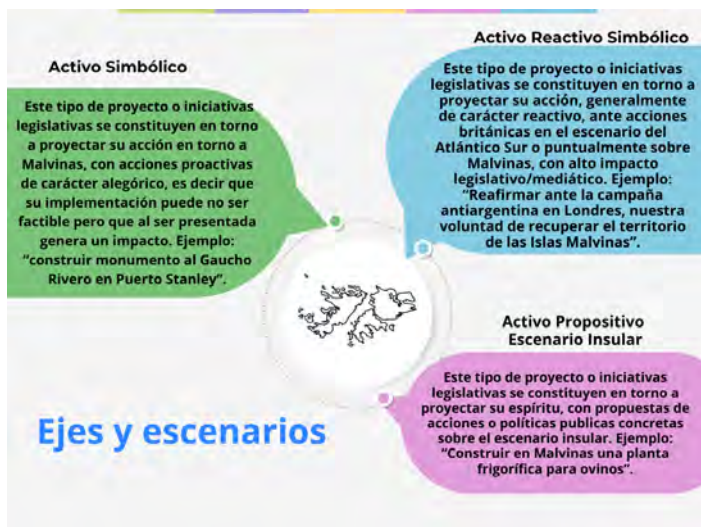 Activo Simbólico
Este tipo de proyecto o iniciativas
legislativas se constituyen en torno
a proyectar su acción en torno a
Malvinas, con acciones proactivas
de carácter alegórico, es decir que
su implementación puede no ser
factible pero que al ser presentada
genera un impacto. Ejemplo:
“construir monumento al Gaucho
Rivero en Puerto Stanley”.
Activo Reactivo Simbólico
Este tipo de proyecto o iniciativas
legislativas se constituyen en torno a
proyectar su acción, generalmente
de carácter reactivo, ante acciones
británicas en el escenario del
Atlántico Sur o puntualmente sobre
Malvinas, con alto impacto
legislativo/mediático. Ejemplo:
“Reafirmar ante la campaña
antiargentina en Londres, nuestra
voluntad de recuperar el territorio
de las Islas Malvinas”.
Activo Propositivo
Escenario Insular
Este tipo de proyecto o iniciativas
legislativas se constituyen en torno a
proyectar su espíritu, con propuestas de
acciones o políticas publicas concretas
sobre el escenario insular. Ejemplo:
“Construir en Malvinas una planta
frigorífica para ovinos”.
Ejes y escenarios